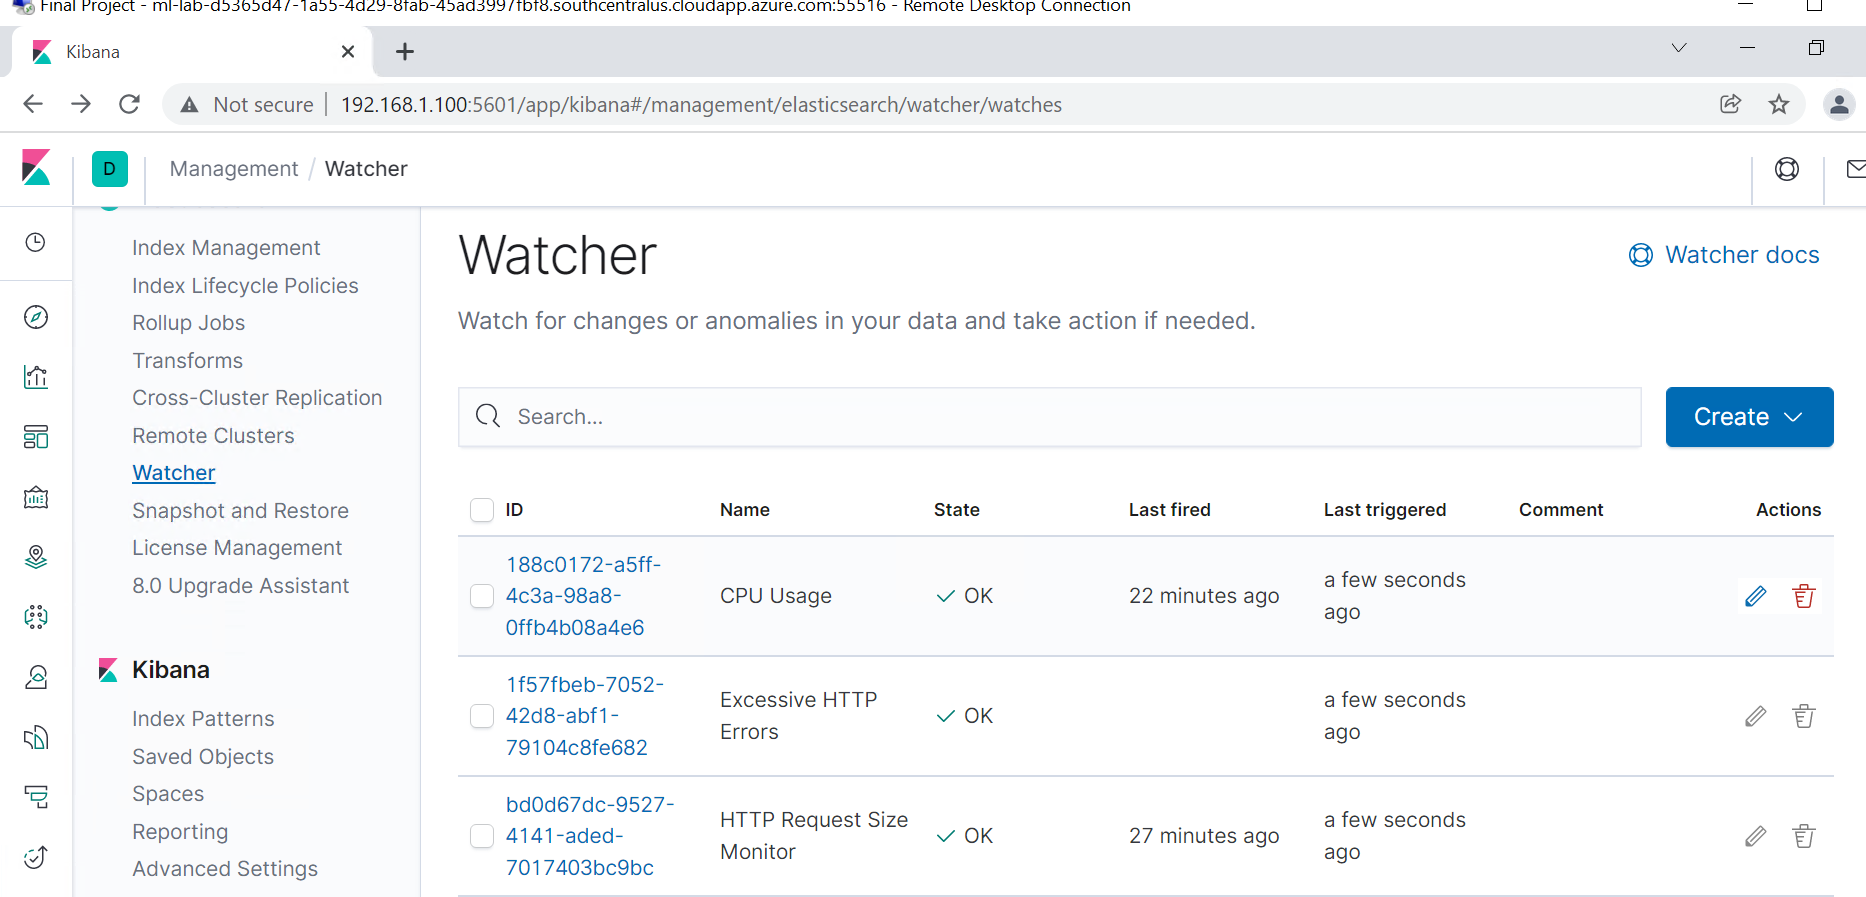 Final Project - ml-lab-d5365d47-1a55-4d29-8fab-45ad3997fbf8.southcentralus.cloudapp.azure.com:55516 - Remote Desktop Connection
Kibana
Not secure 192.168.1.100:5601/app/kibana#/management/elasticsearch/watcher/watches
D Management / Watcher
Index Management
Index Lifecycle Policies
Rollup Jobs
Transforms
Cross-Cluster Replication
Remote Clusters
Watcher
Snapshot and Restore
License Management
8.0 Upgrade Assistant
Kibana
Index Patterns
Saved Objects
Spaces
Reporting
Advanced Settings
Watcher
Watcher docs
Watch for changes or anomalies in your data and take action if needed.
Search...
Create
ID Name State Last fired Last triggered Comment Actions
188c0172-a5ff-
4c3a-98a8-
0ffb4b08a4e6
CPU Usage
OK
22 minutes ago
a few seconds
ago
1f57fbeb-7052-
42d8-abf1-
79104c8fe682
Excessive HTTP
Errors
OK
a few seconds
ago
bd0d67dc-9527-
4141-aded-
7017403bc9bc
HTTP Request Size
Monitor
OK
27 minutes ago
a few seconds
ago